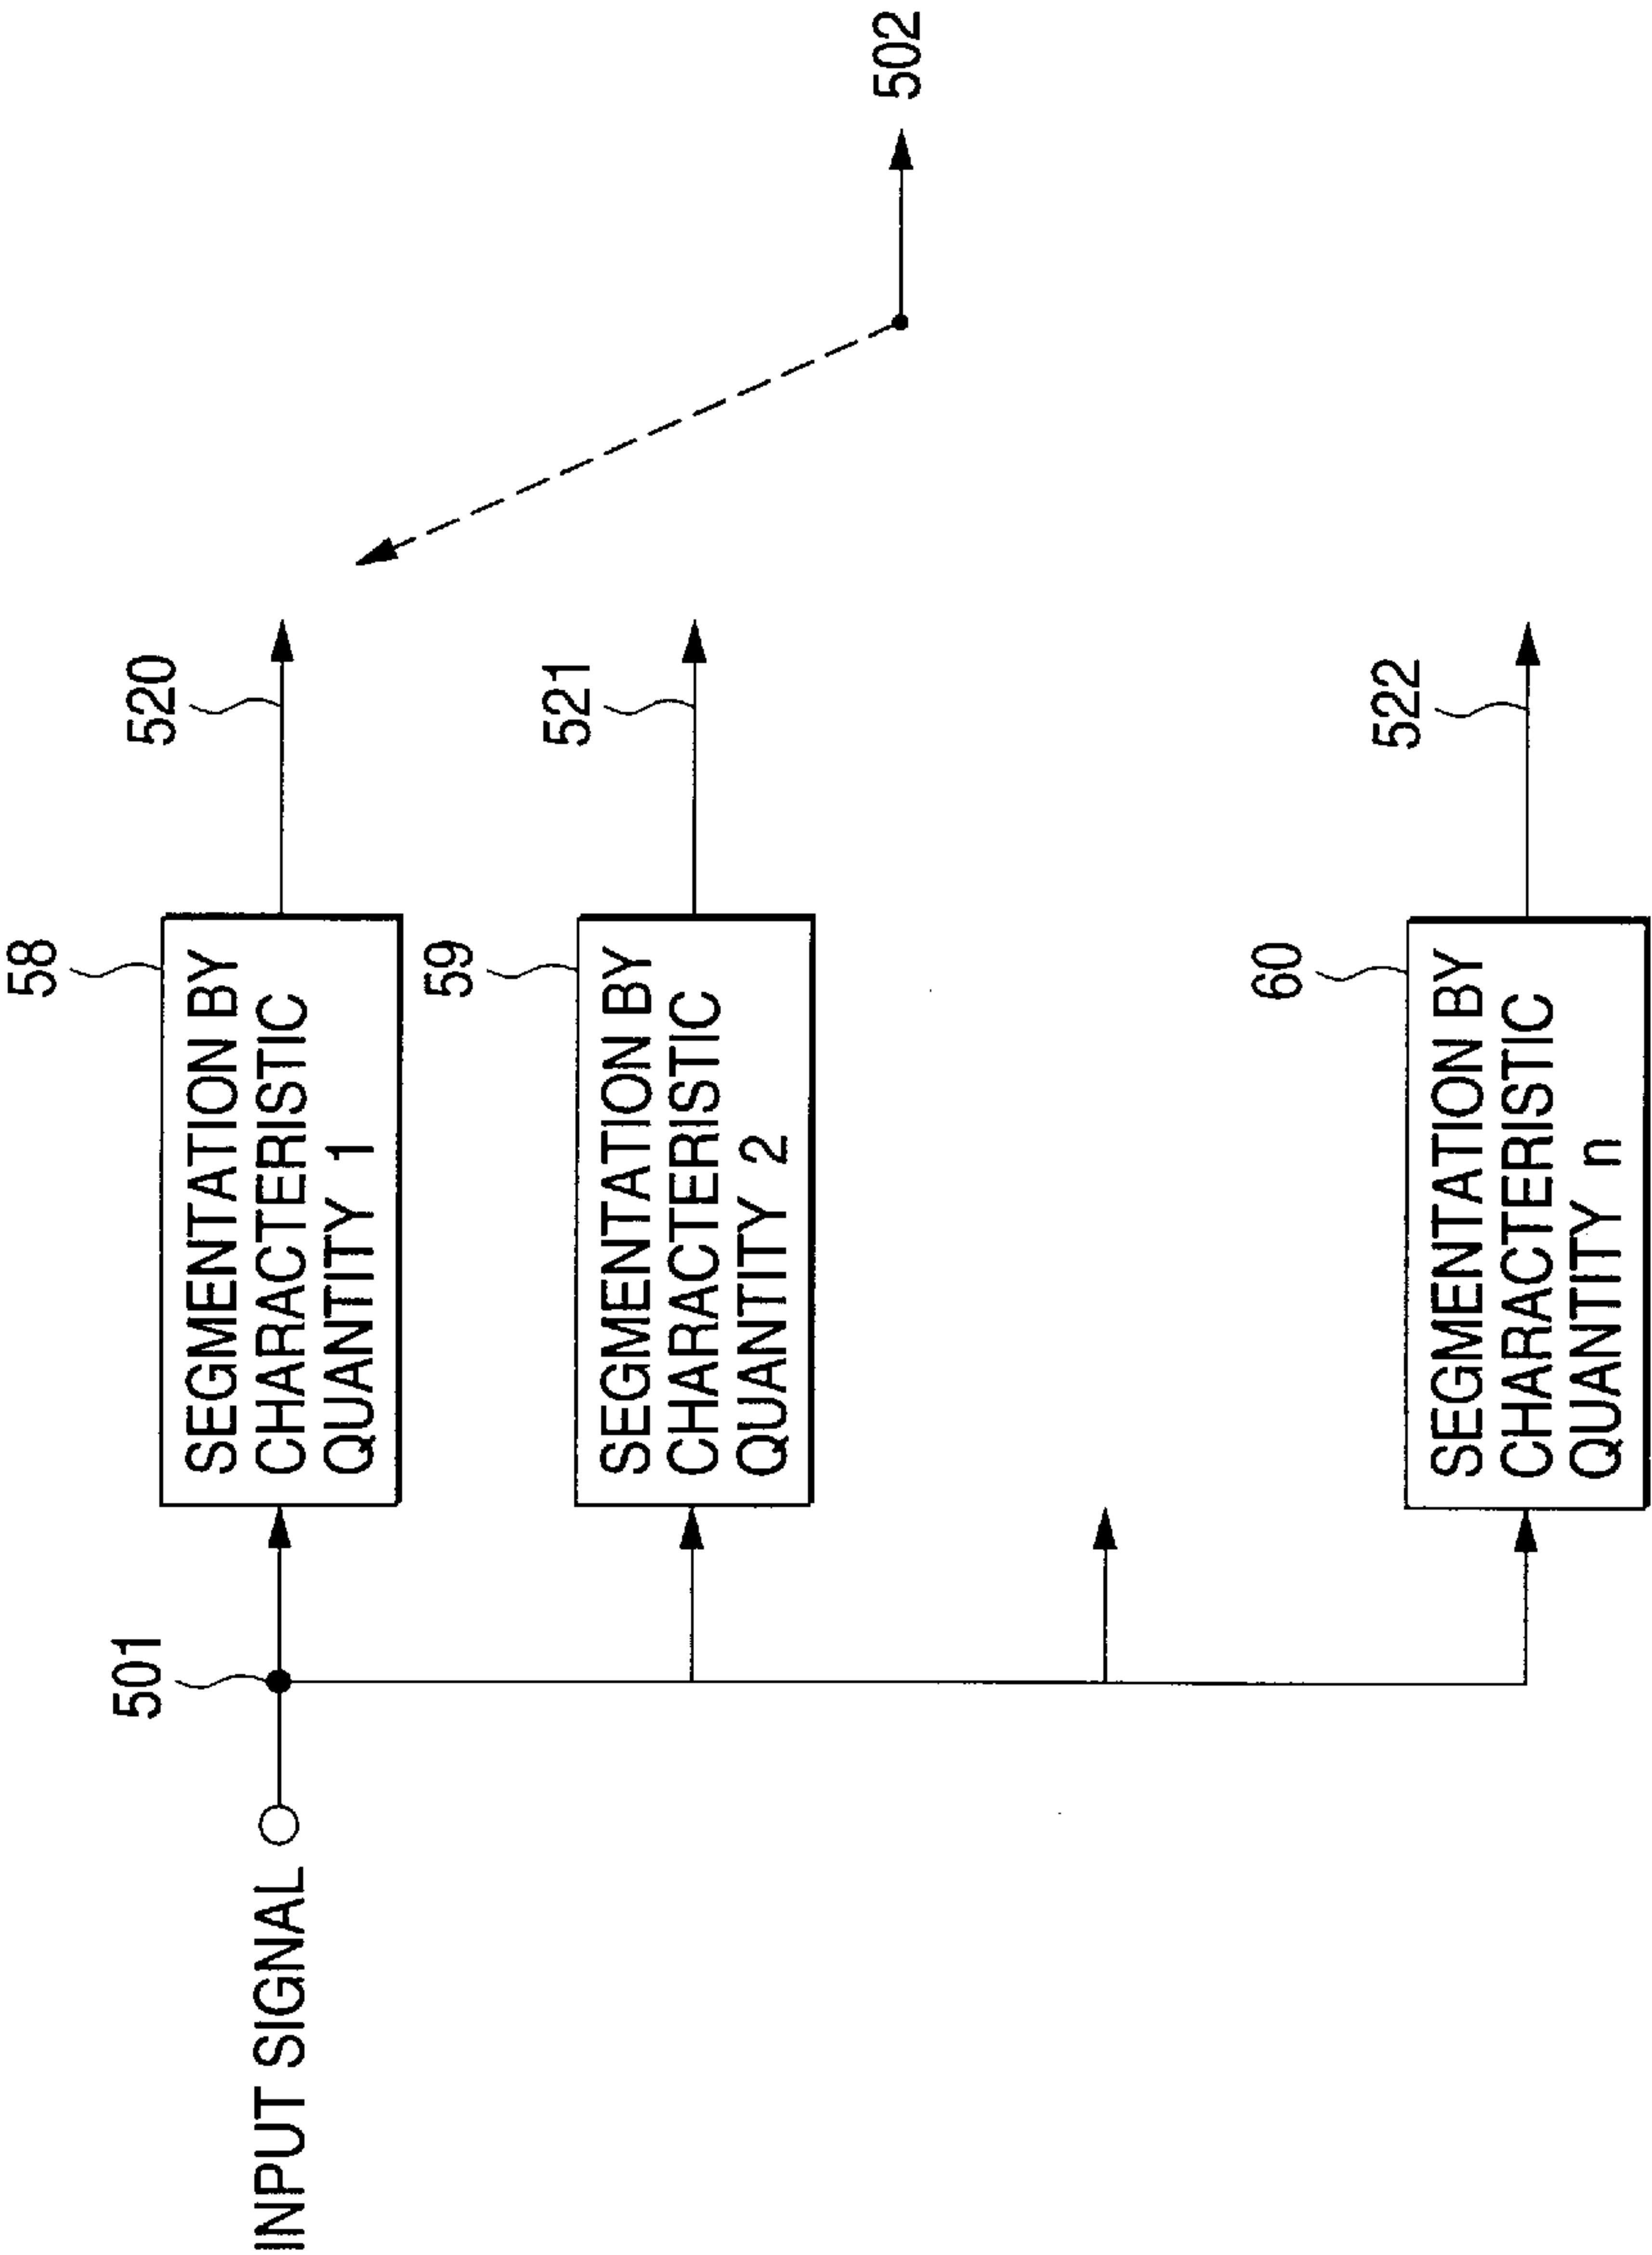 INPUT SIGNAL
501
58
SEGMENTATION BY
CHARACTERISTIC
QUANTITY 1
520
59
SEGMENTATION BY
CHARACTERISTIC
QUANTITY 2
521
502
60
SEGMENTATION BY
CHARACTERISTIC
QUANTITY n
522